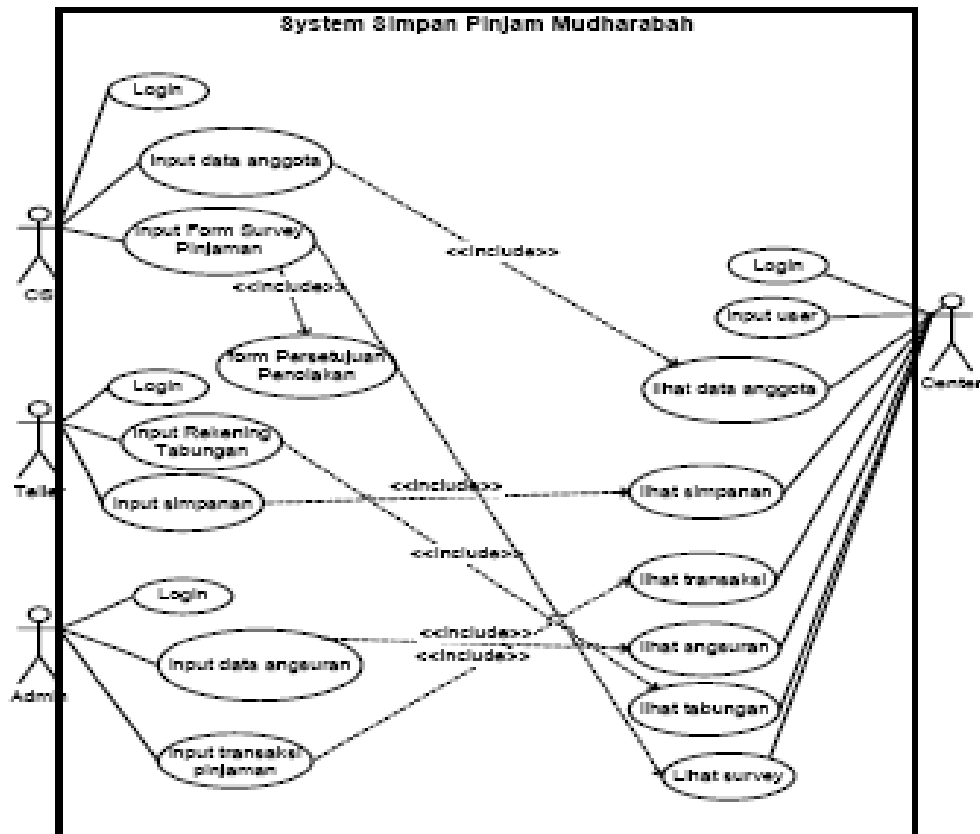 System Simpan Pinjam Mudharabah
Login
Input data anggota
Input Form Survey
Pinjaman
<<include>>
<<include>>
Login
Input user
CS
form Persetujuan
Penolakan
lihat data anggota
Center
Login
Input Rekening
Tabungan
Teller
Input simpanan
<<include>>
lihat simpanan
<<include>>
lihat transaksi
Login
<<include>>
lihat angsuran
Input data angsuran
<<include>>
Admin
lihat tabungan
Input transaksi
pinjaman
Lihat survey